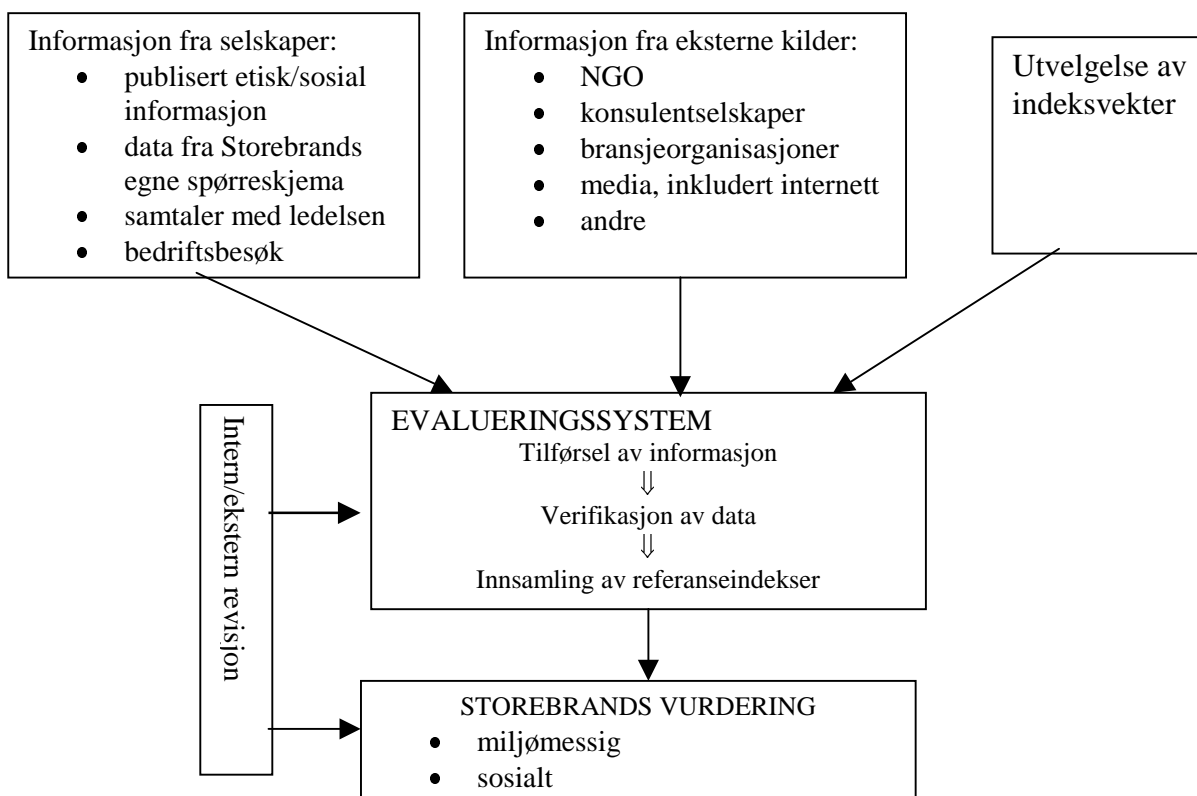 Informasjon fra selskaper:
• publisert etisk/sosial
informasjon
• data fra Storebrands
egne spørreskjema
• samtaler med ledelsen
• bedriftsbesøk
Informasjon fra eksterne kilder:
• NGO
• konsulentselskaper
• bransjeorganisasjoner
• media, inkludert internett
• andre
Utvelgelse av
indeksvekter
Intern/ekstern revisjon
EVALUERINGSSYSTEM
Tilførsel av informasjon
⇓
Verifikasjon av data
⇓
Innsamling av referanseindekser
STOREBRANDS VURDERING
• miljømessig
• sosialt